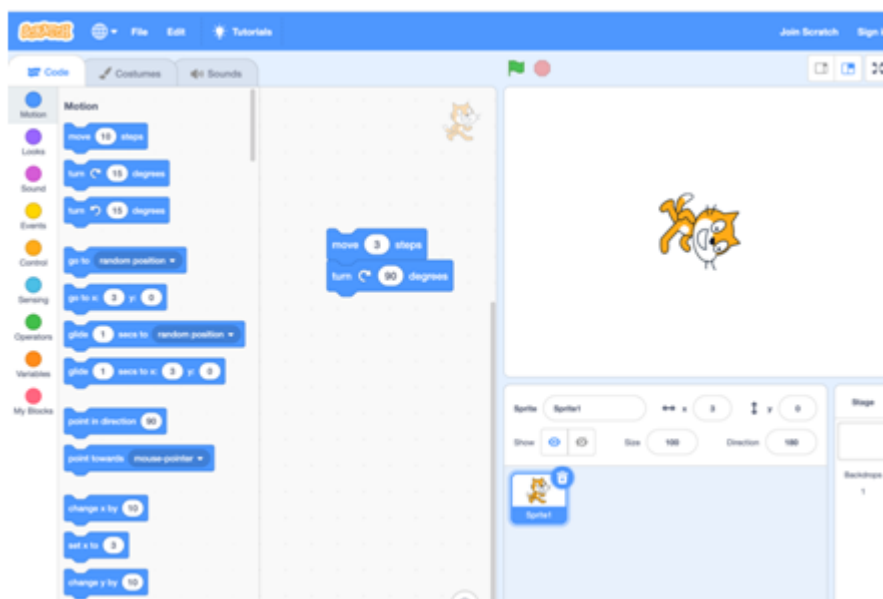 SCRATCH File Edit Tutorials Join Scratch Sign
Code Costumes Sounds
Motion
Looks
Sound
Events
Control
Sensing
Operators
Variables
My Blocks
Motion
move 10 steps
turn 15 degrees
turn 15 degrees
go to random position
go to x: 3 y: 0
glide 1 secs to random position
glide 1 secs to x: 3 y: 0
point in direction 90
point towards mouse-pointer
change x by 10
set x to 3
change y by 10
move 3 steps
turn 90 degrees
Sprite Sprite1 x 3 y 0
Show Size 100 Direction 180
Sprite1
Stage
Backdrops
1